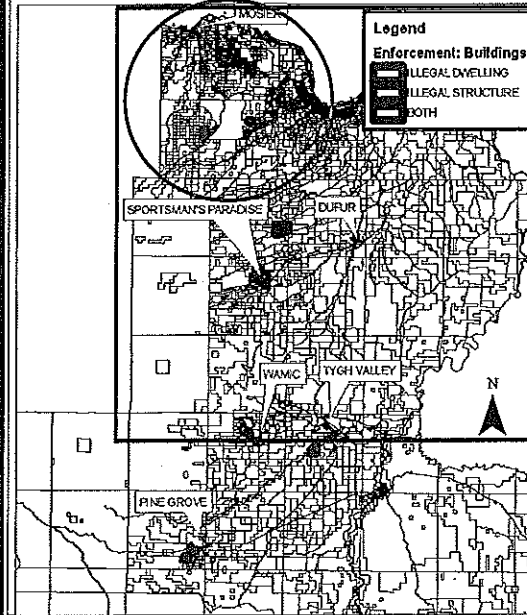 MOSIER
Legend
Enforcement: Buildings
ILLEGAL DWELLING
ILLEGAL STRUCTURE
BOTH
SPORTSMAN'S PARADISE
DUFUR
WAMIC
TYGH VALLEY
N
PINE GROVE